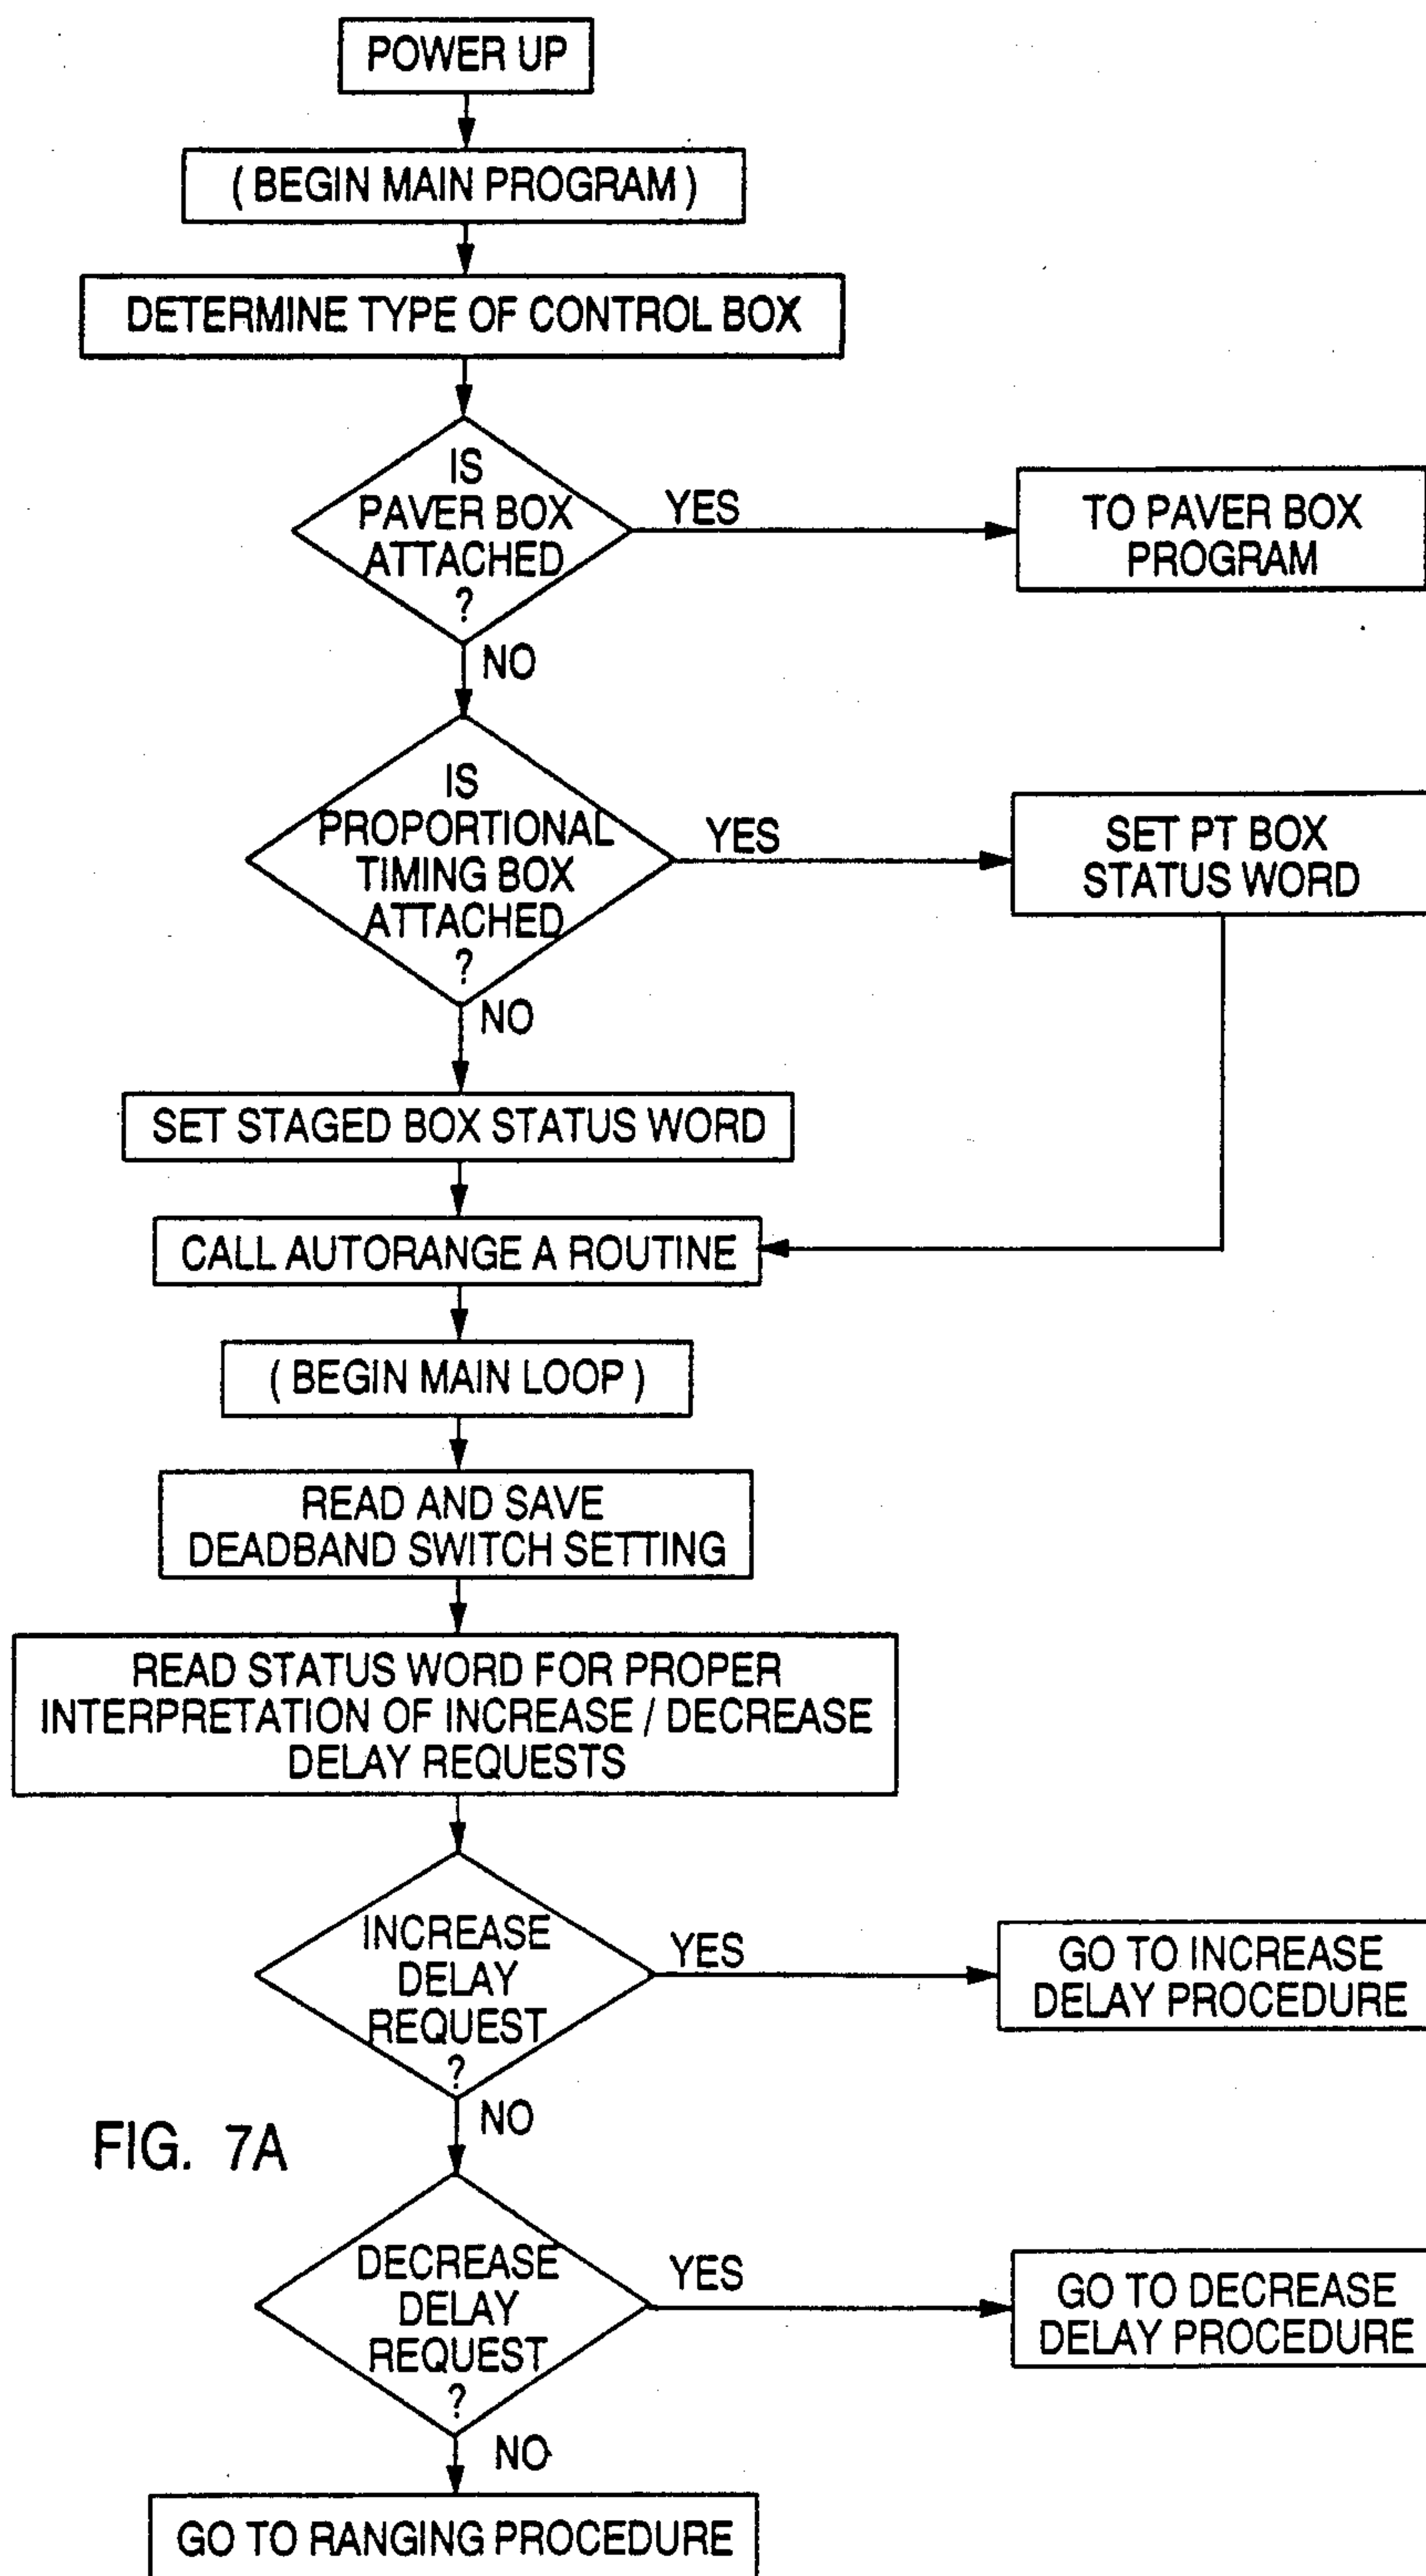 POWER UP
( BEGIN MAIN PROGRAM )
DETERMINE TYPE OF CONTROL BOX
IS
PAVER BOX
ATTACHED
?
YES
TO PAVER BOX
PROGRAM
NO
IS
PROPORTIONAL
TIMING BOX
ATTACHED
?
YES
SET PT BOX
STATUS WORD
NO
SET STAGED BOX STATUS WORD
CALL AUTORANGE A ROUTINE
( BEGIN MAIN LOOP )
READ AND SAVE
DEADBAND SWITCH SETTING
READ STATUS WORD FOR PROPER
INTERPRETATION OF INCREASE / DECREASE
DELAY REQUESTS
INCREASE
DELAY
REQUEST
?
YES
GO TO INCREASE
DELAY PROCEDURE
NO
FIG. 7A
DECREASE
DELAY
REQUEST
?
YES
GO TO DECREASE
DELAY PROCEDURE
NO
GO TO RANGING PROCEDURE